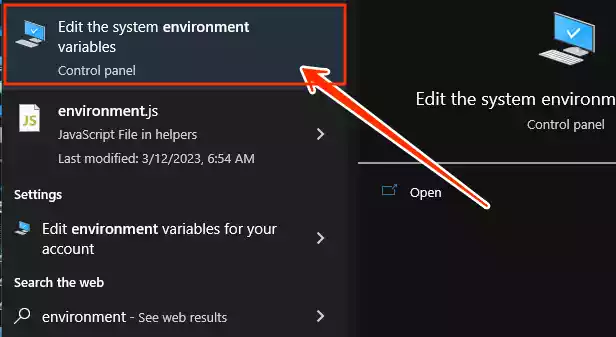 Edit the system environment
variables
Control panel
environment.js
JavaScript File in helpers
Last modified: 3/12/2023, 6:54 AM
Settings
Edit environment variables for your
account
Search the web
environment - See web results
Edit the system environm
Control panel
Open